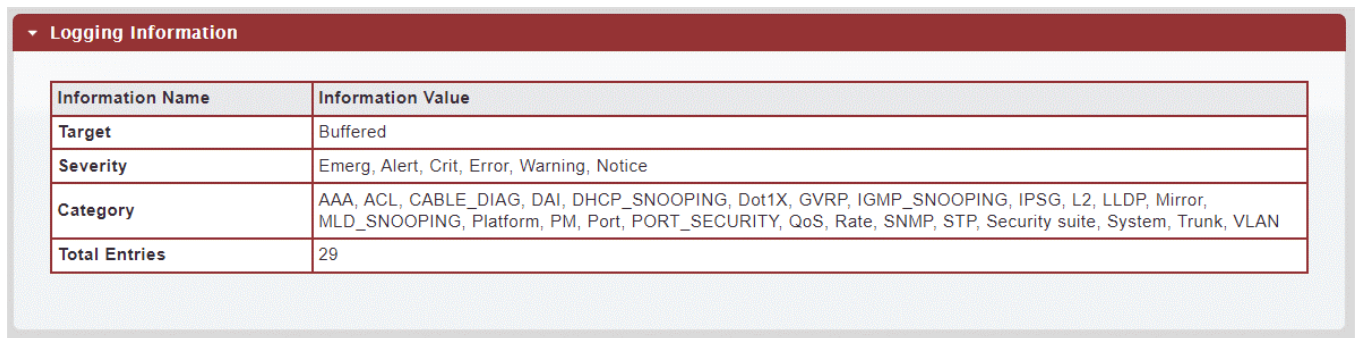 Logging Information
Information Name Information Value
Target Buffered
Severity Emerg, Alert, Crit, Error, Warning, Notice
Category AAA, ACL, CABLE_DIAG, DAI, DHCP_SNOOPING, Dot1X, GVRP, IGMP_SNOOPING, IPSG, L2, LLDP, Mirror,
MLD_SNOOPING, Platform, PM, Port, PORT_SECURITY, QoS, Rate, SNMP, STP, Security suite, System, Trunk, VLAN
Total Entries 29